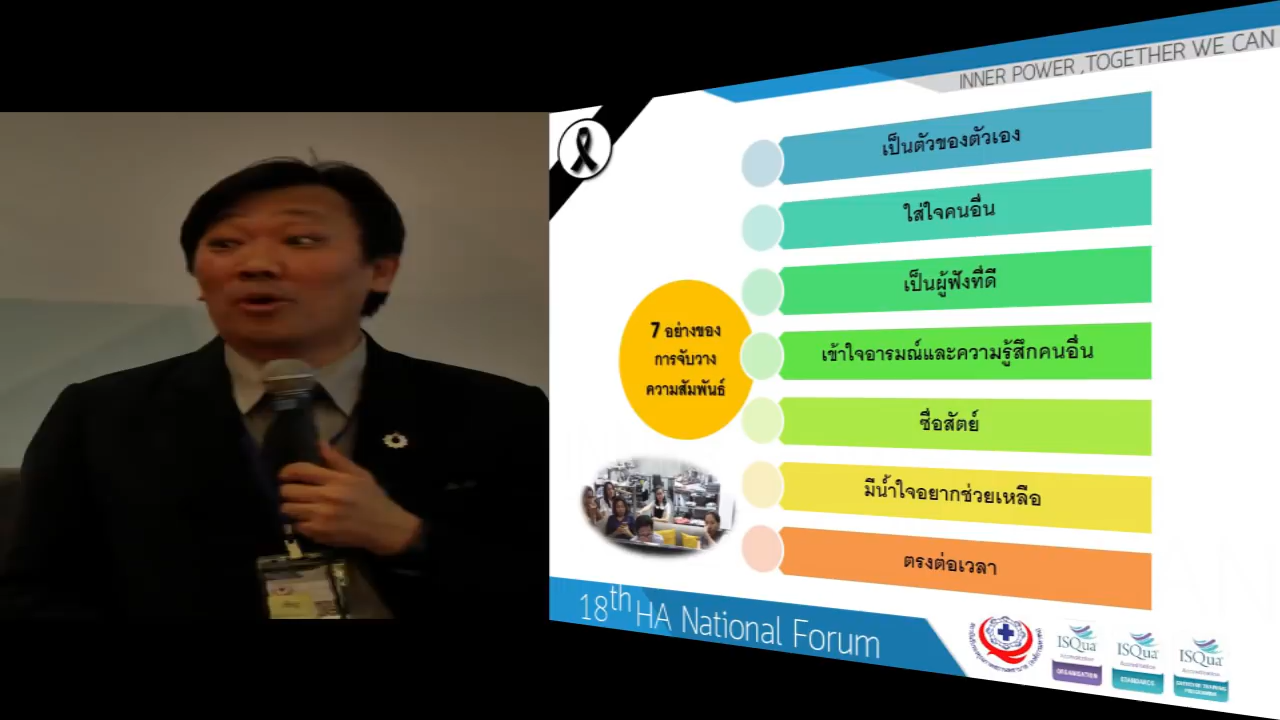 INNER POWER ,TOGETHER WE CAN
เป็นตัวของตัวเอง
ใส่ใจคนอื่น
เป็นผู้ฟังที่ดี
7 อย่างของ
การจับวาง
ความสัมพันธ์
เข้าใจอารมณ์และความรู้สึกคนอื่น
ซื่อสัตย์
มีน้ำใจอยากช่วยเหลือ
ตรงต่อเวลา
18th HA National Forum
ISQua
Accreditation
ORGANISATION
ISQua
Accreditation
STANDARDS
ISQua
Accreditation